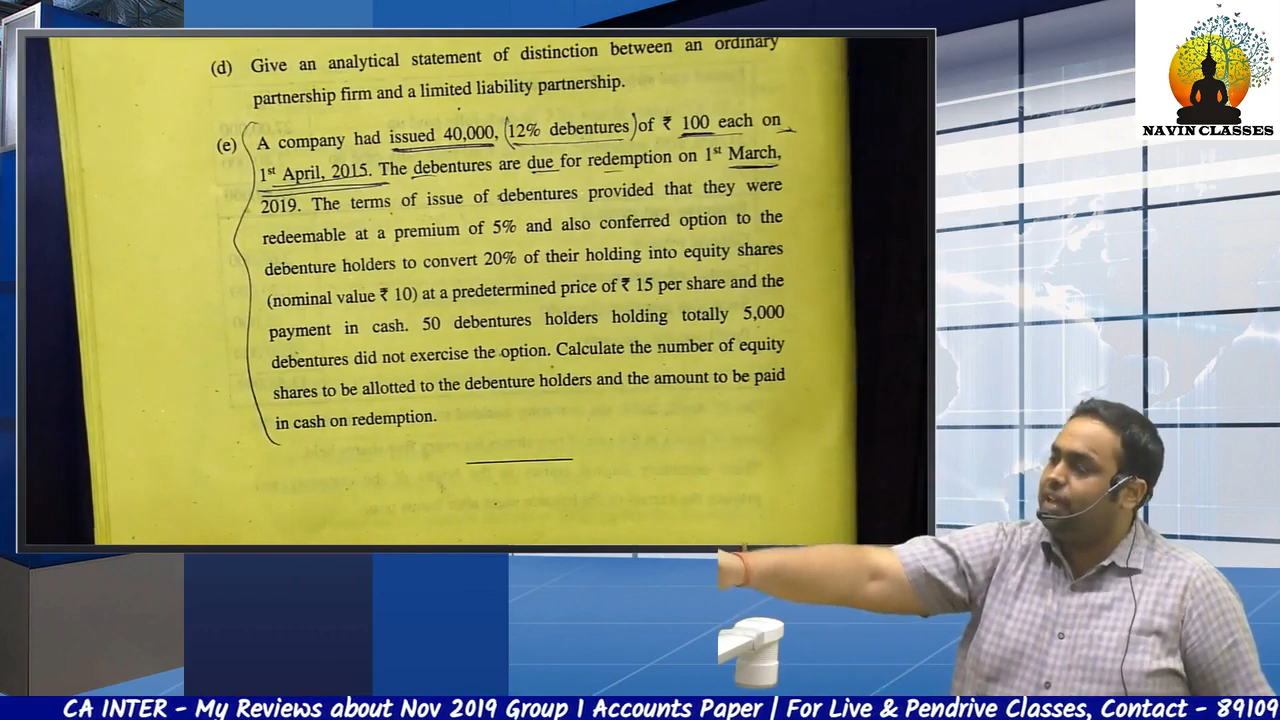 (d) Give an analytical statement of distinction between an ordinary
partnership firm and a limited liability partnership.
(e) A company had issued 40,000, 12% debentures of ₹ 100 each on
1st April, 2015. The debentures are due for redemption on 1st March,
2019. The terms of issue of debentures provided that they were
redeemable at a premium of 5% and also conferred option to the
debenture holders to convert 20% of their holding into equity shares
(nominal value ₹ 10) at a predetermined price of ₹ 15 per share and the
payment in cash. 50 debentures holders holding totally 5,000
debentures did not exercise the option. Calculate the number of equity
shares to be allotted to the debenture holders and the amount to be paid
in cash on redemption.
NAVIN CLASSES
CA INTER - My Reviews about Nov 2019 Group 1 Accounts Paper | For Live & Pendrive Classes, Contact - 89109